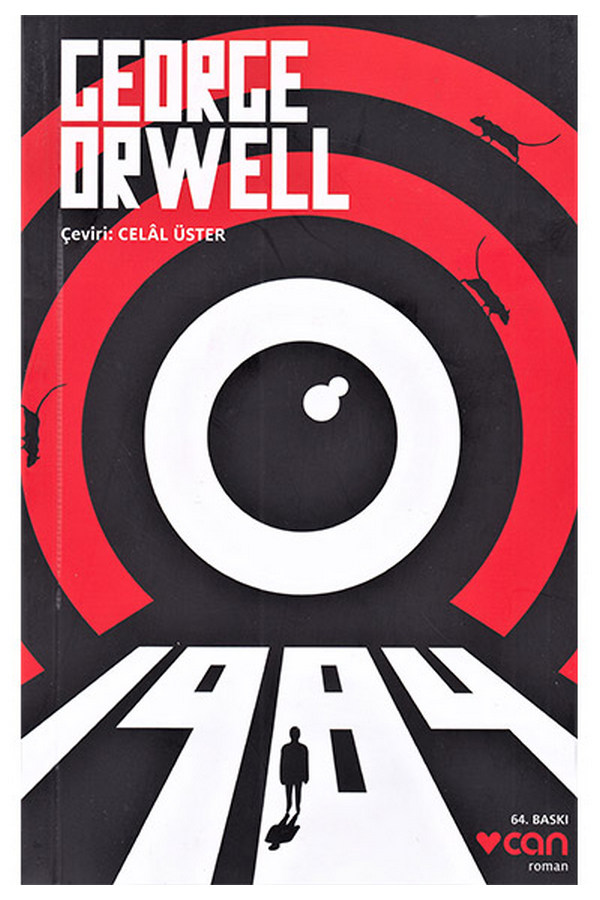 GEORGE
ORWELL
Çeviri: CELÂL ÜSTER
1984
64. BASKI
can
roman